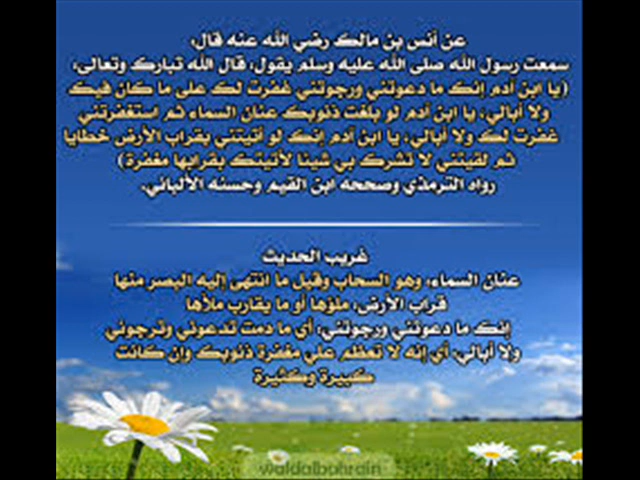 عن أنس بن مالك رضي الله عنه قال:
سمعت رسول الله صلى الله عليه وسلم يقول: قال الله تبارك وتعالى:
(يا ابن آدم إنك ما دعوتني ورجوتني غفرت لك على ما كان فيك
ولا أبالي، يا ابن آدم لو بلغت ذنوبك عنان السماء ثم استغفرتني
غفرت لك ولا أبالي، يا ابن آدم إنك لو أتيتني بقراب الأرض خطايا
ثم لقيتني لا تشرك بي شيئا لأتيتك بقرابها مغفرة)
رواه الترمذي وصححه ابن القيم وحسنه الألباني.
غريب الحديث
عنان السماء: وهو السحاب وقيل ما انتهى إليه البصر منها
قراب الأرض: ملؤها أو ما يقارب ملأها
إنك ما دعوتني ورجوتني: أي ما دمت تدعوني وترجوني
ولا أبالي: أي إنه لا تعظم علي مغفرة ذنوبك وإن كانت
كبيرة وكثيرة
waldalbahrain